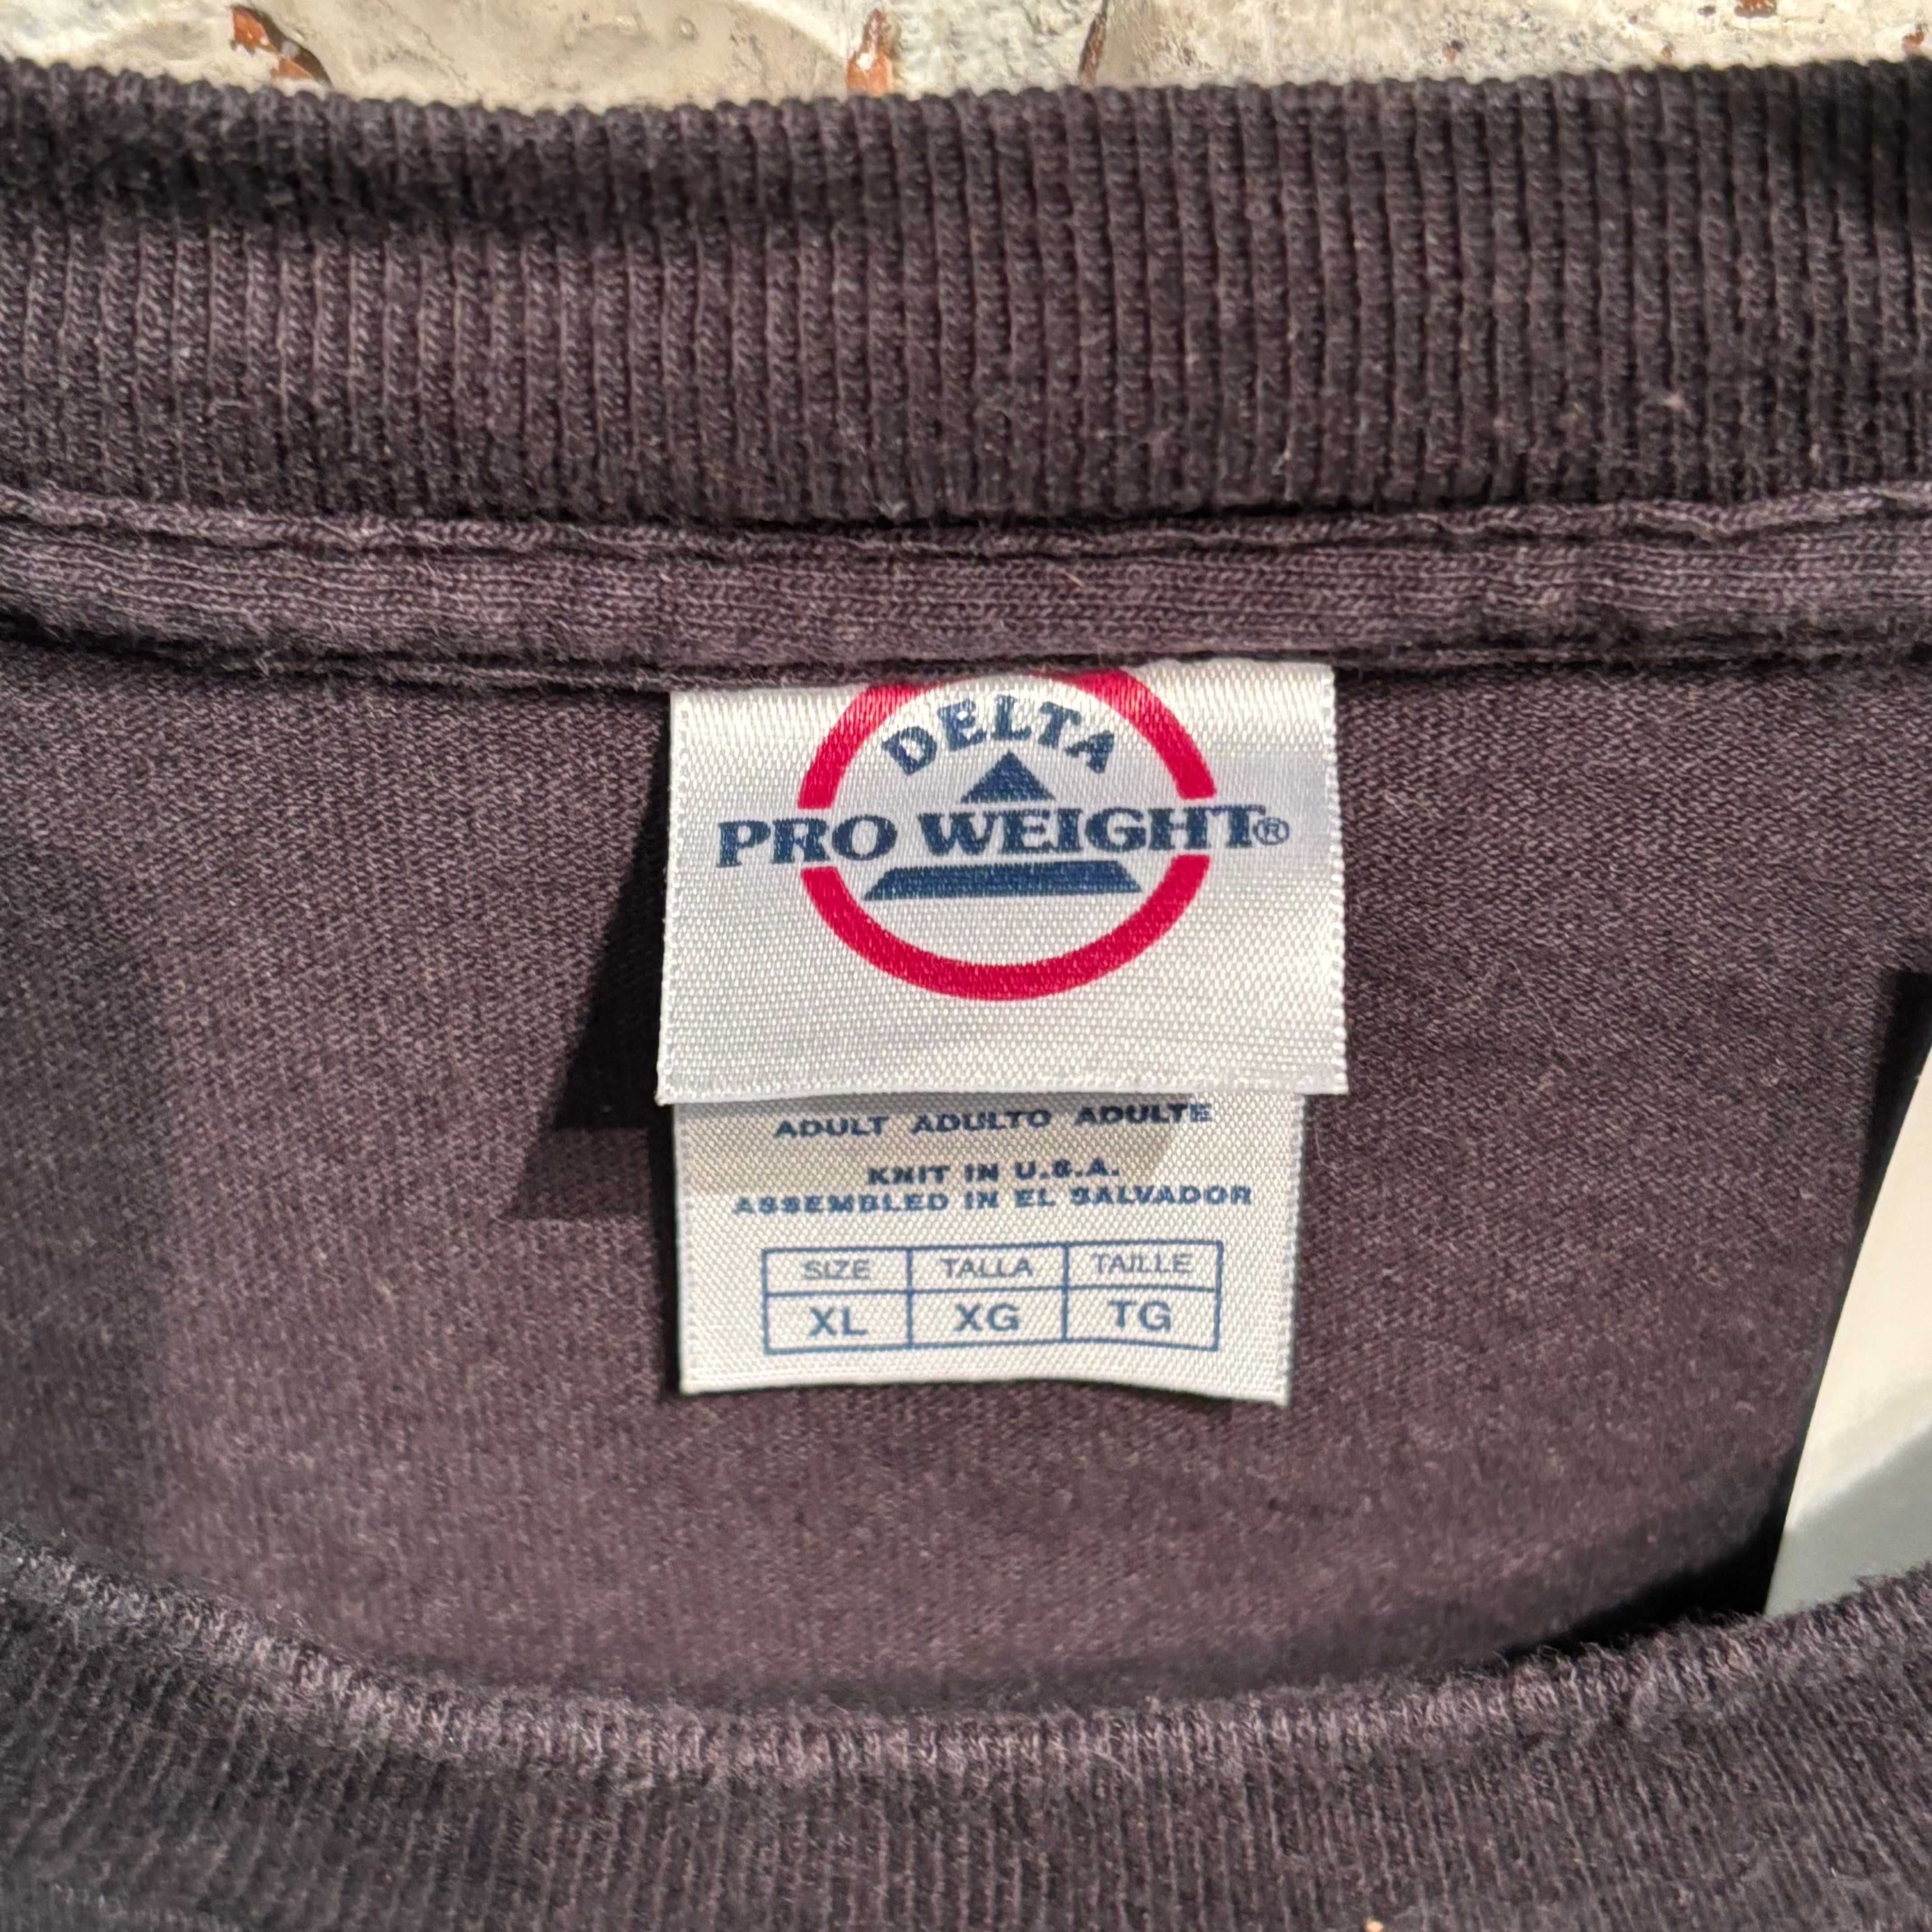 DELTA
PRO WEIGHT®
ADULT ADULTO ADULTE
KNIT IN U.S.A.
ASSEMBLED IN EL SALVADOR
SIZE TALLA TAILLE
XL XG TG